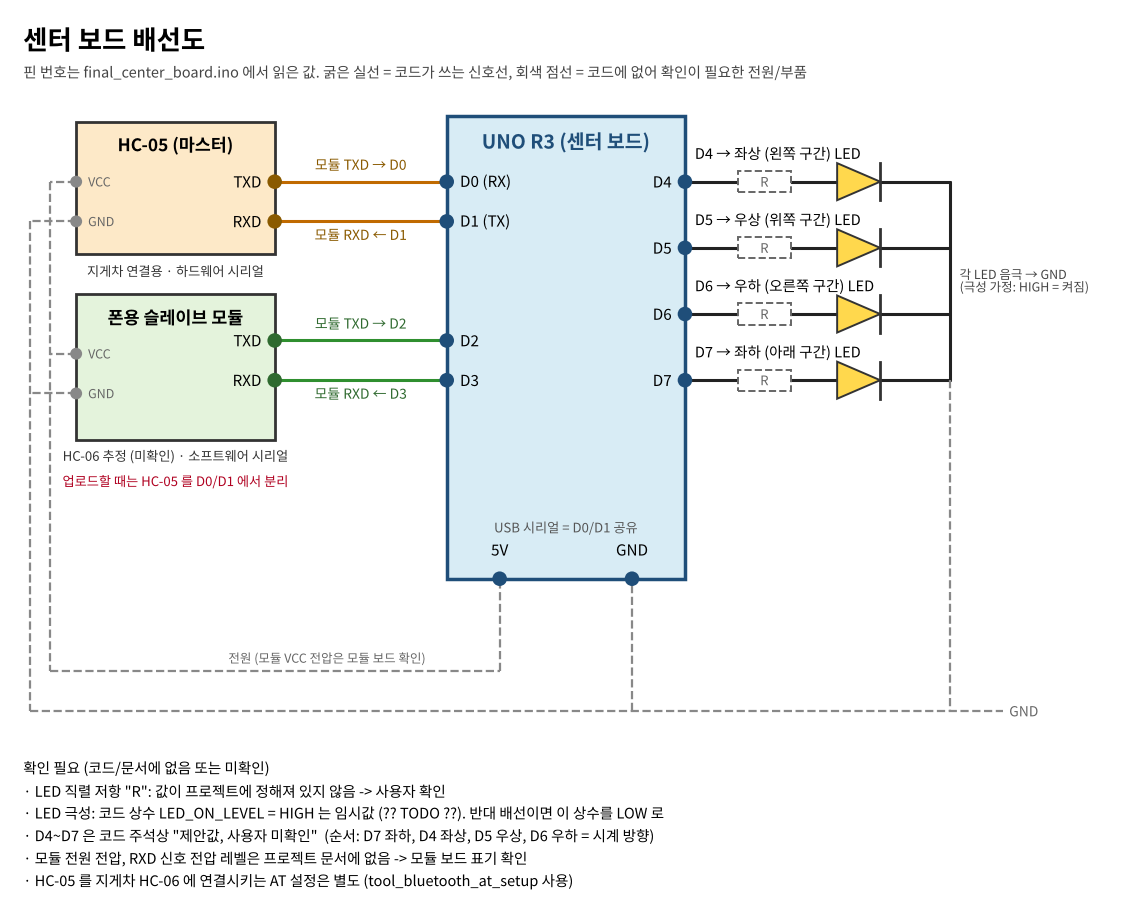 센터 보드 배선도
핀 번호는 final_center_board.ino 에서 읽은 값. 굵은 실선 = 코드가 쓰는 신호선, 회색 점선 = 코드에 없어 확인이 필요한 전원/부품
HC-05 (마스터)
VCC
TXD
GND
RXD
지게차 연결용 · 하드웨어 시리얼
모듈 TXD → D0
모듈 RXD ← D1
폰용 슬레이브 모듈
TXD
VCC
RXD
GND
HC-06 추정 (미확인) · 소프트웨어 시리얼
업로드할 때는 HC-05 를 D0/D1 에서 분리
모듈 TXD → D2
모듈 RXD ← D3
UNO R3 (센터 보드)
D0 (RX)
D1 (TX)
D2
D3
D4
D5
D6
D7
USB 시리얼 = D0/D1 공유
5V
GND
D4 → 좌상 (왼쪽 구간) LED
R
D5 → 우상 (위쪽 구간) LED
R
D6 → 우하 (오른쪽 구간) LED
R
D7 → 좌하 (아래 구간) LED
R
각 LED 음극 → GND
(극성 가정: HIGH = 켜짐)
전원 (모듈 VCC 전압은 모듈 보드 확인)
GND
확인 필요 (코드/문서에 없음 또는 미확인)
· LED 직렬 저항 "R": 값이 프로젝트에 정해져 있지 않음 -> 사용자 확인
· LED 극성: 코드 상수 LED_ON_LEVEL = HIGH 는 임시값 (?? TODO ??). 반대 배선이면 이 상수를 LOW 로
· D4~D7 은 코드 주석상 "제안값, 사용자 미확인" (순서: D7 좌하, D4 좌상, D5 우상, D6 우하 = 시계 방향)
· 모듈 전원 전압, RXD 신호 전압 레벨은 프로젝트 문서에 없음 -> 모듈 보드 표기 확인
· HC-05 를 지게차 HC-06 에 연결시키는 AT 설정은 별도 (tool_bluetooth_at_setup 사용)